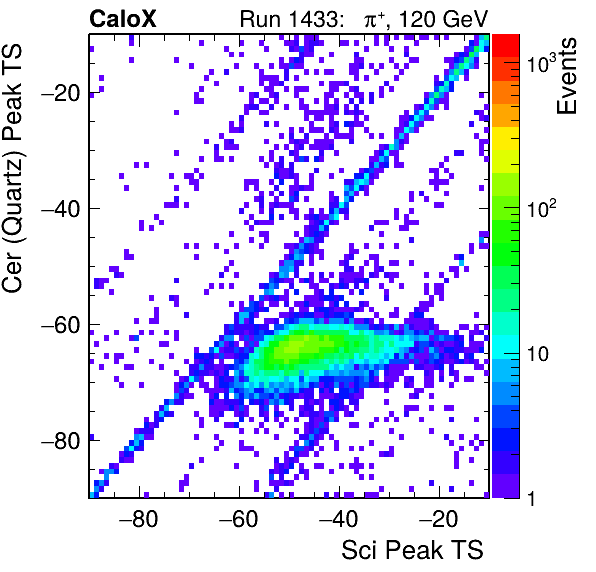 CaloX Run 1433: π⁺, 120 GeV
Cer (Quartz) Peak TS
Events
−20
−40
−60
−80
10³
10²
10
1
−80 −60 −40 −20
Sci Peak TS